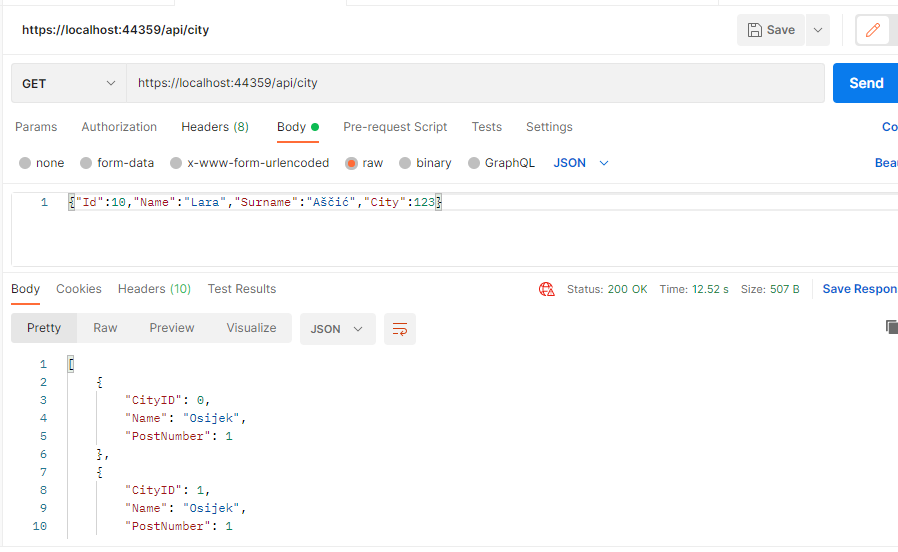 https://localhost:44359/api/city Save
GET https://localhost:44359/api/city Send
Params Authorization Headers (8) Body Pre-request Script Tests Settings Co
none form-data x-www-form-urlencoded raw binary GraphQL JSON Beau
1 {"Id":10,"Name":"Lara","Surname":"Aščić","City":123}
Body Cookies Headers (10) Test Results Status: 200 OK Time: 12.52 s Size: 507 B Save Respon
Pretty Raw Preview Visualize JSON
1 [
2 {
3 "CityID": 0,
4 "Name": "Osijek",
5 "PostNumber": 1
6 },
7 {
8 "CityID": 1,
9 "Name": "Osijek",
10 "PostNumber": 1